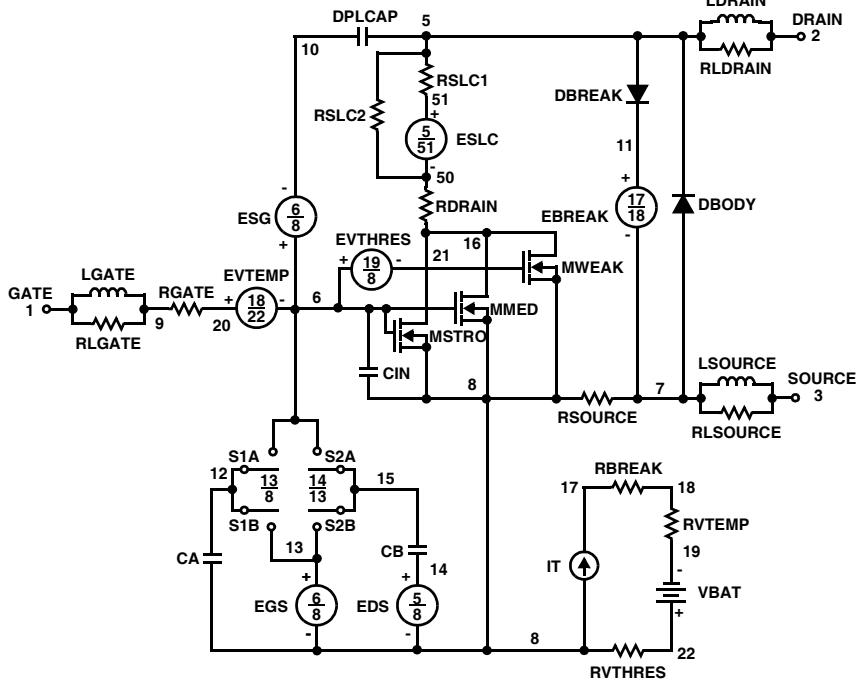 LDRAIN
DPLCAP 5 DRAIN
2
10
RLDRAIN
RSLC1
DBREAK
51
RSLC2
+
5
51
ESLC
11
-
50
+
-
RDRAIN
17
18
DBODY
ESG
6
8
EBREAK
+
EVTHRES
16
-
+
19
8
-
21
MWEAK
LGATE
EVTEMP
GATE
1
RGATE
+
18
22
-
6
MMED
9
20
MSTRO
RLGATE
LSOURCE
CIN
8
7
SOURCE
3
RSOURCE
RLSOURCE
S1A S2A
12
13
8
14
13
15
RBREAK
17 18
S1B S2B
RVTEMP
13
CB
19
CA
14
IT
-
+
+
VBAT
EGS
6
8
EDS
5
8
+
-
-
8
22
RVTHRES